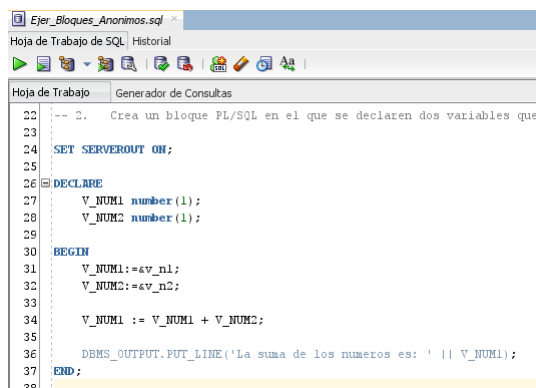 Ejer_Bloques_Anonimos.sql
Hoja de Trabajo de SQL Historial
Hoja de Trabajo Generador de Consultas
22 -- 2. Crea un bloque PL/SQL en el que se declaren dos variables que
23
24 SET SERVEROUT ON;
25
26 DECLARE
27 V_NUM1 number(1);
28 V_NUM2 number(1);
29
30 BEGIN
31 V_NUM1:=&v_n1;
32 V_NUM2:=&v_n2;
33
34 V_NUM1 := V_NUM1 + V_NUM2;
35
36 DBMS_OUTPUT.PUT_LINE('La suma de los numeros es: ' || V_NUM1);
37 END;
38